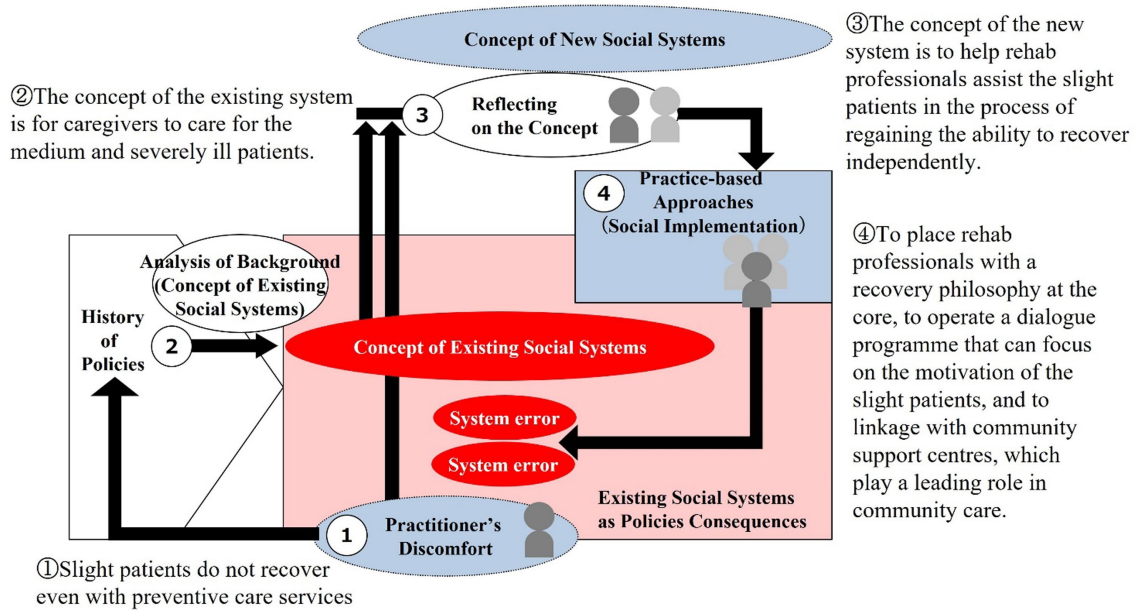 Concept of New Social Systems
③The concept of the new
system is to help rehab
professionals assist the slight
patients in the process of
regaining the ability to recover
independently.
②The concept of the existing system
is for caregivers to care for the
medium and severely ill patients.
3
Reflecting
on the Concept
4
Practice-based
Approaches
(Social Implementation)
④To place rehab
professionals with a
recovery philosophy at the
core, to operate a dialogue
programme that can focus
on the motivation of the
slight patients, and to
linkage with community
support centres, which
play a leading role in
community care.
Analysis of Background
(Concept of Existing
Social Systems)
History
of
Policies
2
Concept of Existing Social Systems
System error
System error
Existing Social Systems
as Policies Consequences
1
Practitioner's
Discomfort
①Slight patients do not recover
even with preventive care services